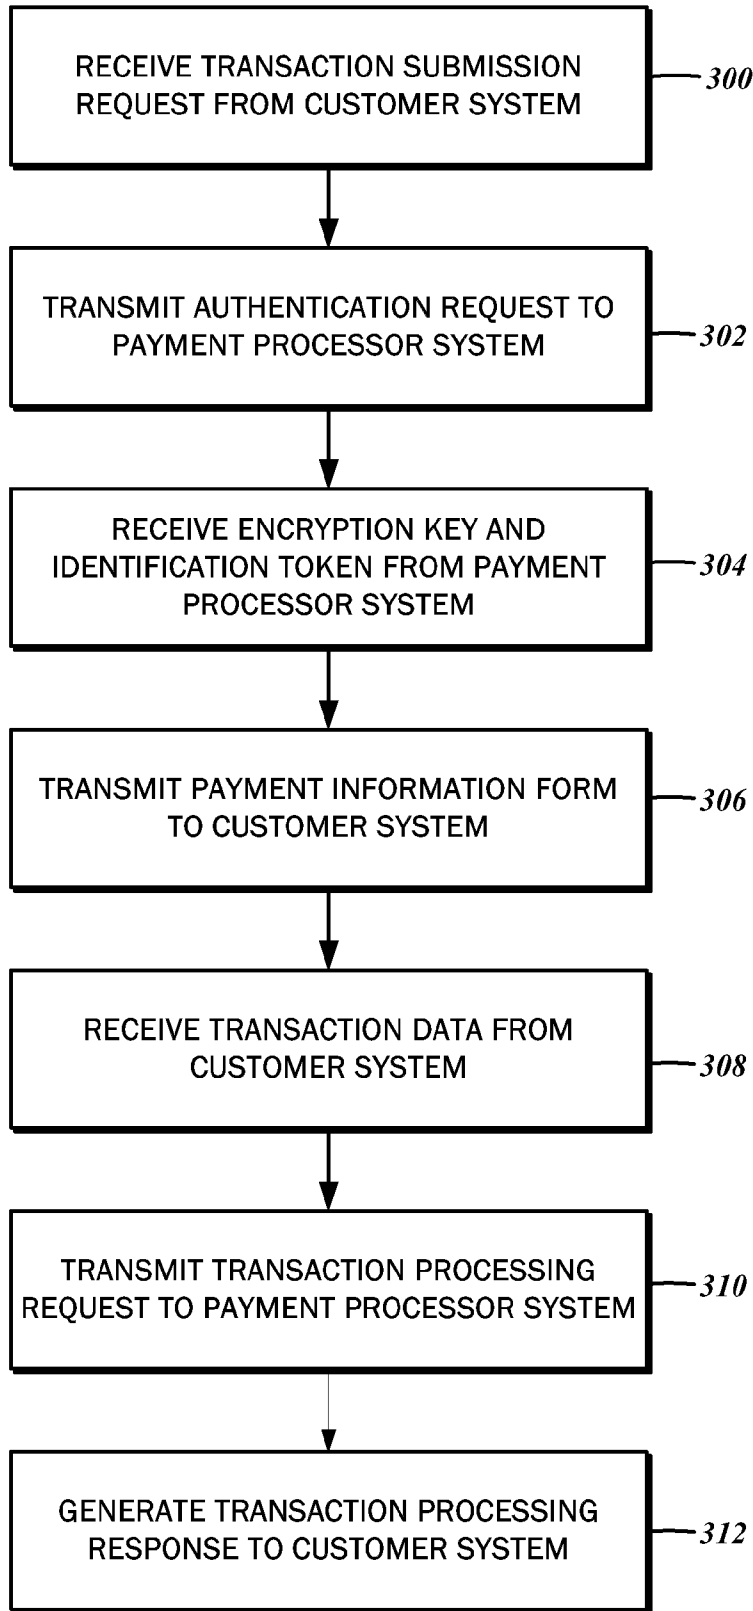 RECEIVE TRANSACTION SUBMISSION
REQUEST FROM CUSTOMER SYSTEM
300
TRANSMIT AUTHENTICATION REQUEST TO
PAYMENT PROCESSOR SYSTEM
302
RECEIVE ENCRYPTION KEY AND
IDENTIFICATION TOKEN FROM PAYMENT
PROCESSOR SYSTEM
304
TRANSMIT PAYMENT INFORMATION FORM
TO CUSTOMER SYSTEM
306
RECEIVE TRANSACTION DATA FROM
CUSTOMER SYSTEM
308
TRANSMIT TRANSACTION PROCESSING
REQUEST TO PAYMENT PROCESSOR SYSTEM
310
GENERATE TRANSACTION PROCESSING
RESPONSE TO CUSTOMER SYSTEM
312